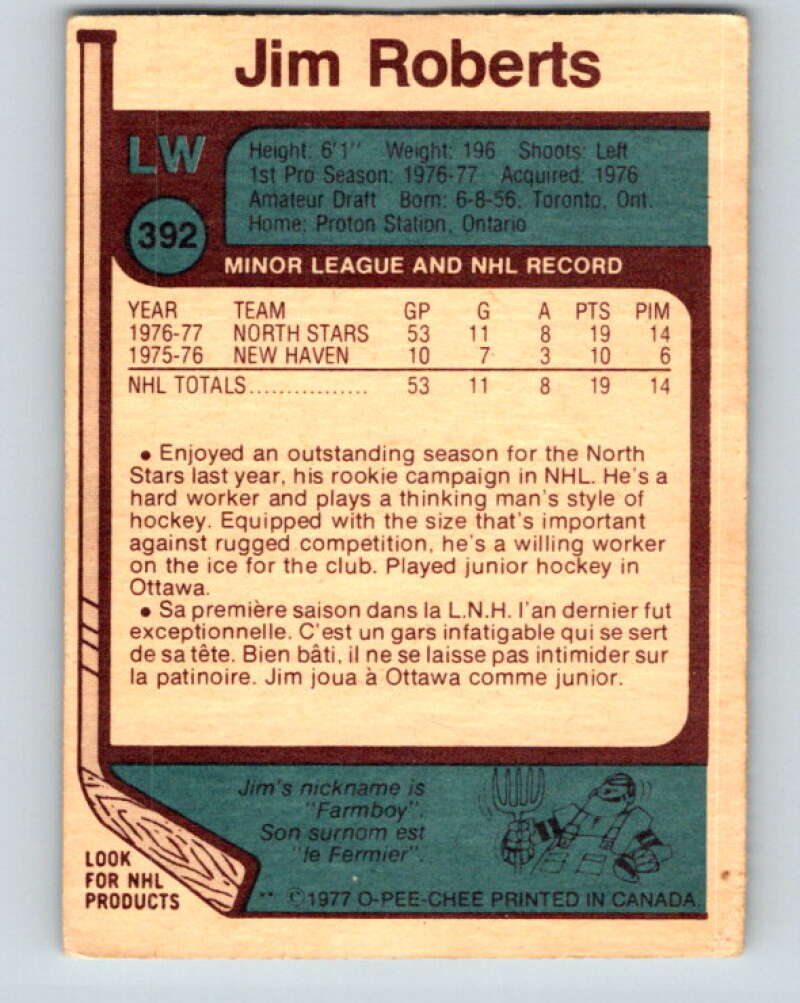 Jim Roberts
LW
392
Height: 6'1" Weight: 196 Shoots: Left
1st Pro Season: 1976-77 Acquired: 1976
Amateur Draft Born: 6-8-56, Toronto, Ont.
Home: Proton Station, Ontario
MINOR LEAGUE AND NHL RECORD
YEAR TEAM GP G A PTS PIM
1976-77 NORTH STARS 53 11 8 19 14
1975-76 NEW HAVEN 10 7 3 10 6
NHL TOTALS................ 53 11 8 19 14
• Enjoyed an outstanding season for the North
Stars last year, his rookie campaign in NHL. He's a
hard worker and plays a thinking man's style of
hockey. Equipped with the size that's important
against rugged competition, he's a willing worker
on the ice for the club. Played junior hockey in
Ottawa.
• Sa première saison dans la L.N.H. l'an dernier fut
exceptionnelle. C'est un gars infatigable qui se sert
de sa tête. Bien bâti, il ne se laisse pas intimider sur
la patinoire. Jim joua à Ottawa comme junior.
Jim's nickname is
"Farmboy".
Son surnom est
"le Fermier".
LOOK
FOR NHL
PRODUCTS
** ©1977 O-PEE-CHEE PRINTED IN CANADA.